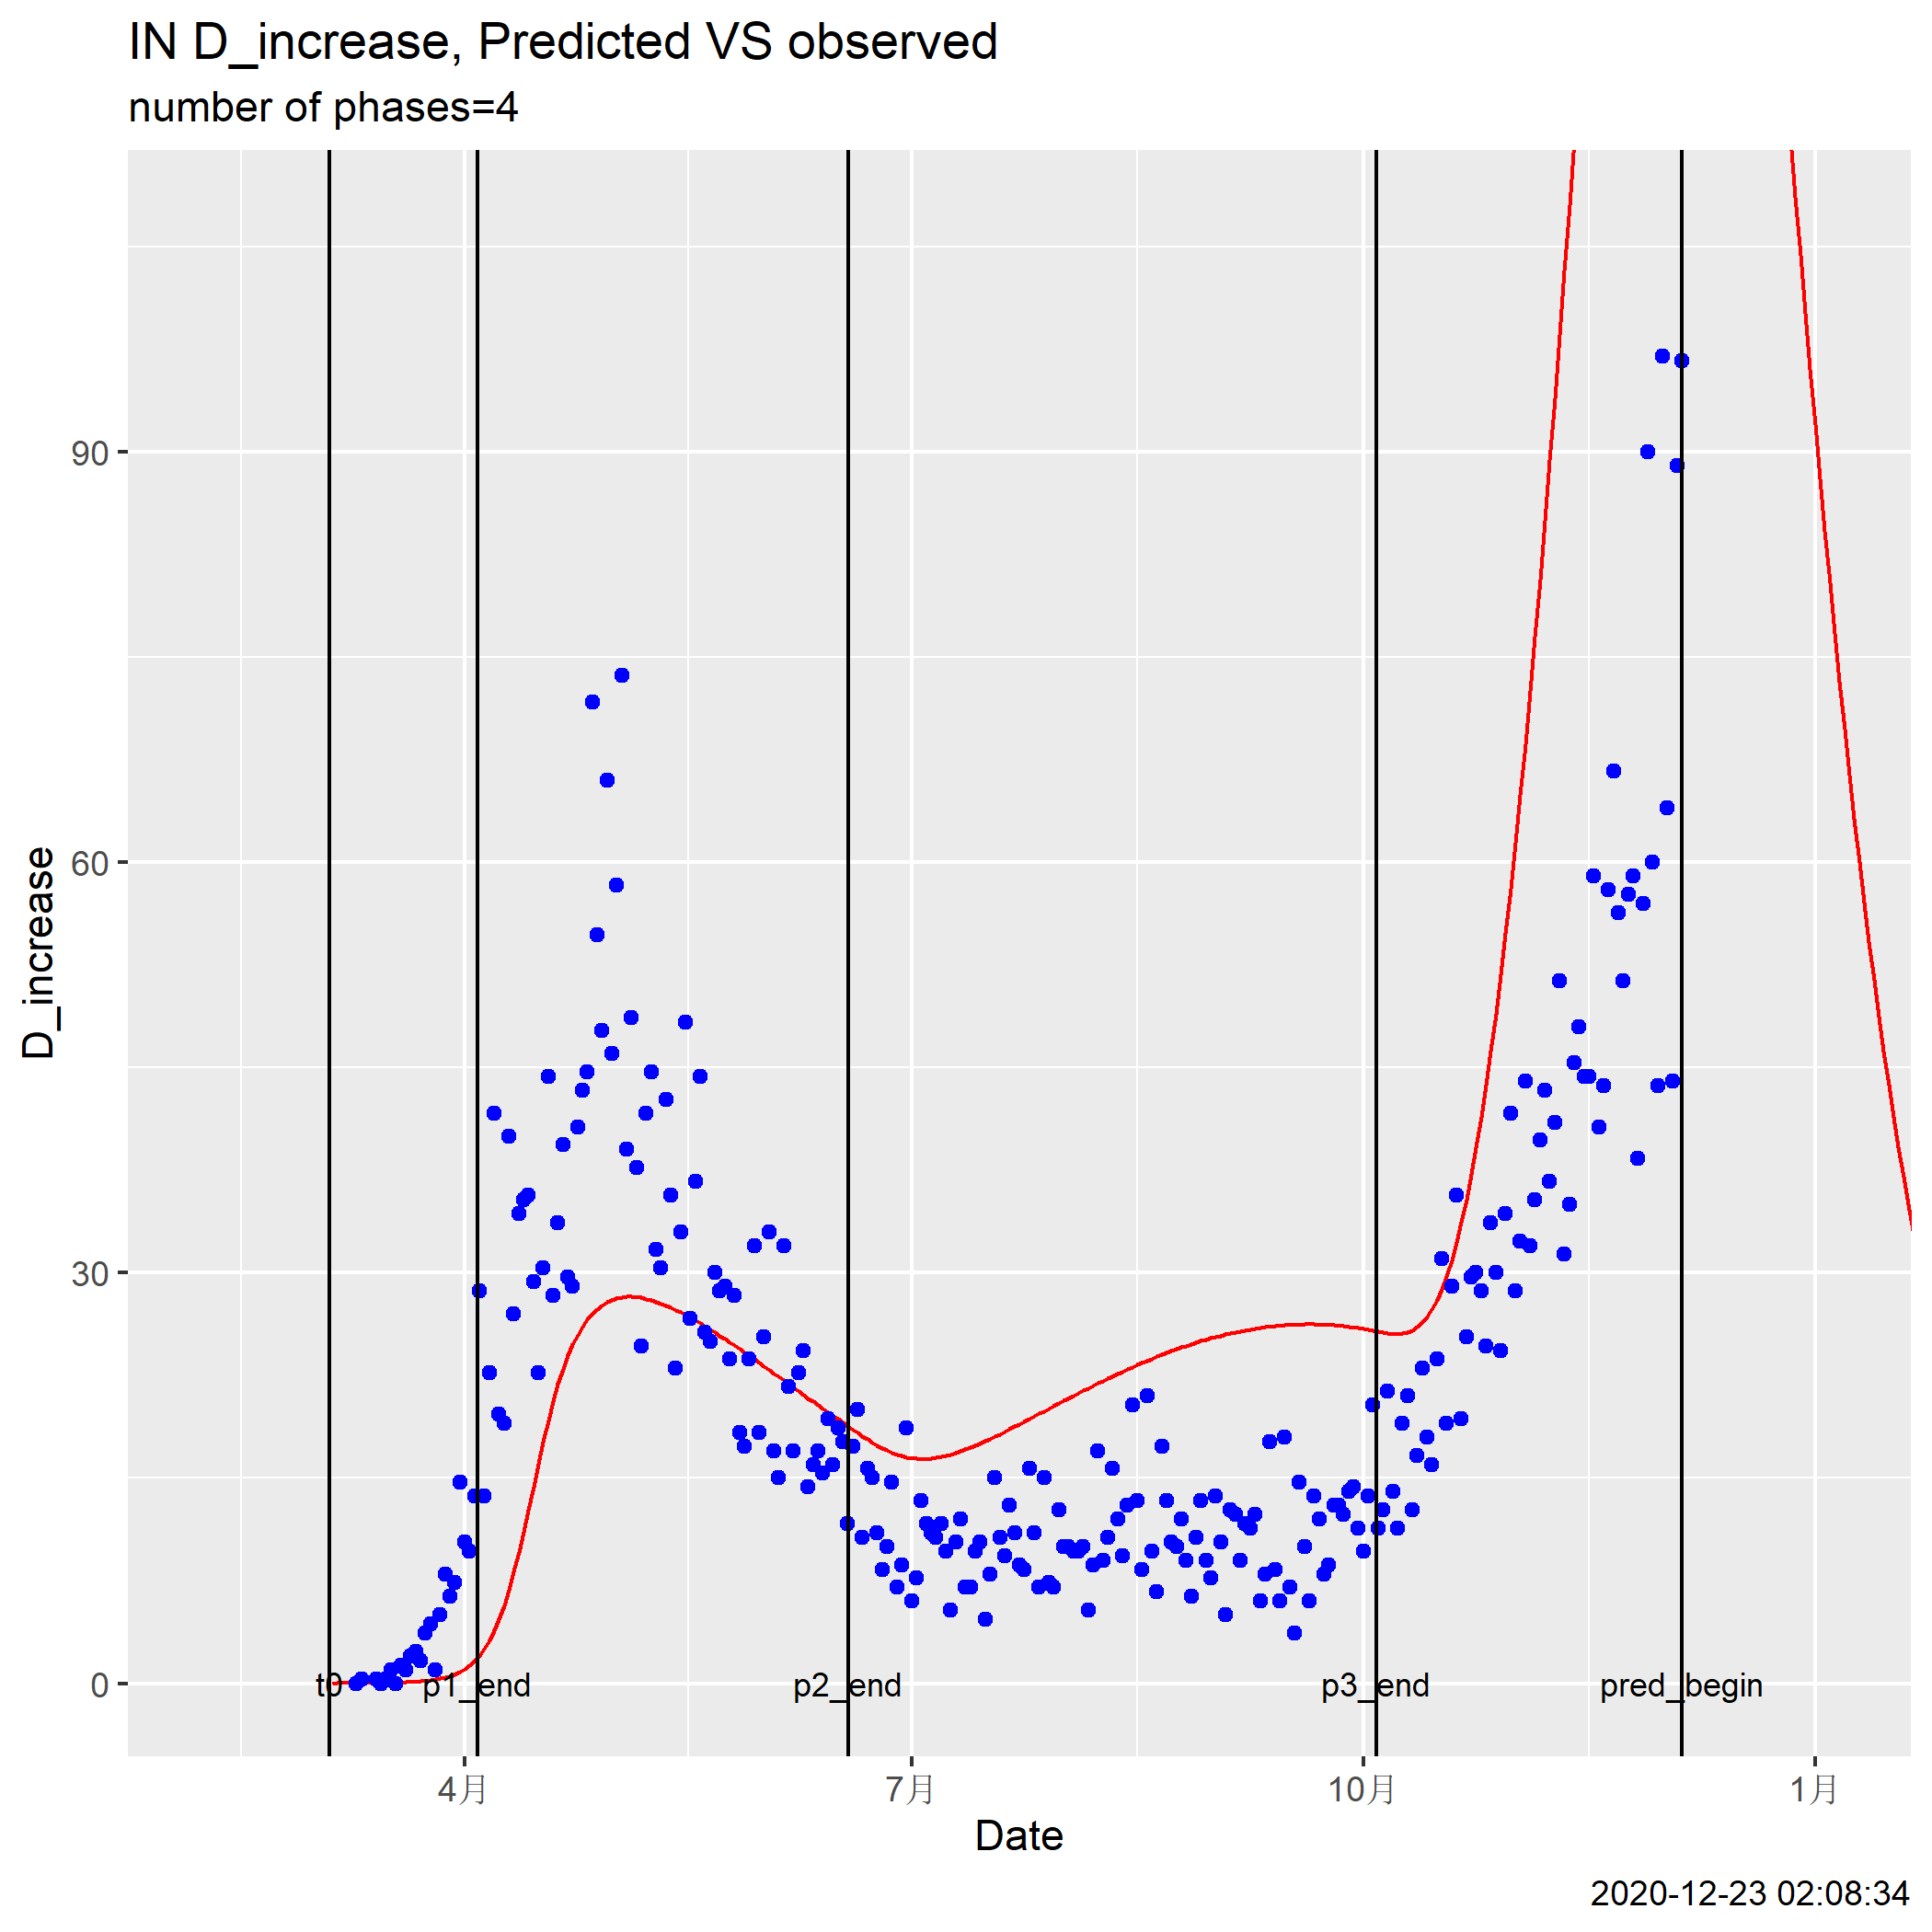 IN D_increase, Predicted VS observed
number of phases=4
D_increase
90
60
30
0
t0
p1_end
p2_end
p3_end
pred_begin
4月
7月
10月
1月
Date
2020-12-23 02:08:34